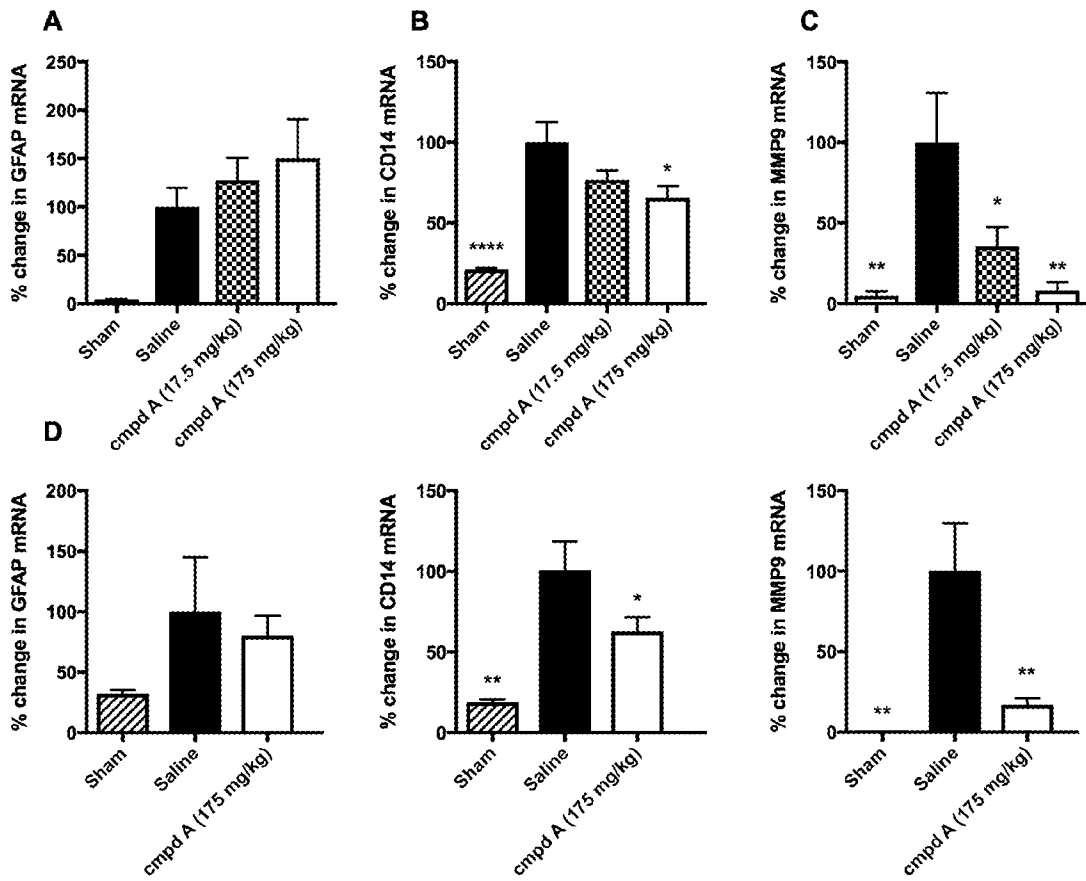 A
% change in GFAP mRNA
250
200
150
100
50
0
Sham
Saline
cmpd A (17.5 mg/kg)
cmpd A (175 mg/kg)
B
% change in CD14 mRNA
150
100
50
0
****
*
Sham
Saline
cmpd A (17.5 mg/kg)
cmpd A (175 mg/kg)
C
% change in MMP9 mRNA
150
100
50
0
**
*
**
Sham
Saline
cmpd A (17.5 mg/kg)
cmpd A (175 mg/kg)
D
% change in GFAP mRNA
200
150
100
50
0
Sham
Saline
cmpd A (175 mg/kg)
% change in CD14 mRNA
150
100
50
0
**
*
Sham
Saline
cmpd A (175 mg/kg)
% change in MMP9 mRNA
150
100
50
0
**
**
Sham
Saline
cmpd A (175 mg/kg)